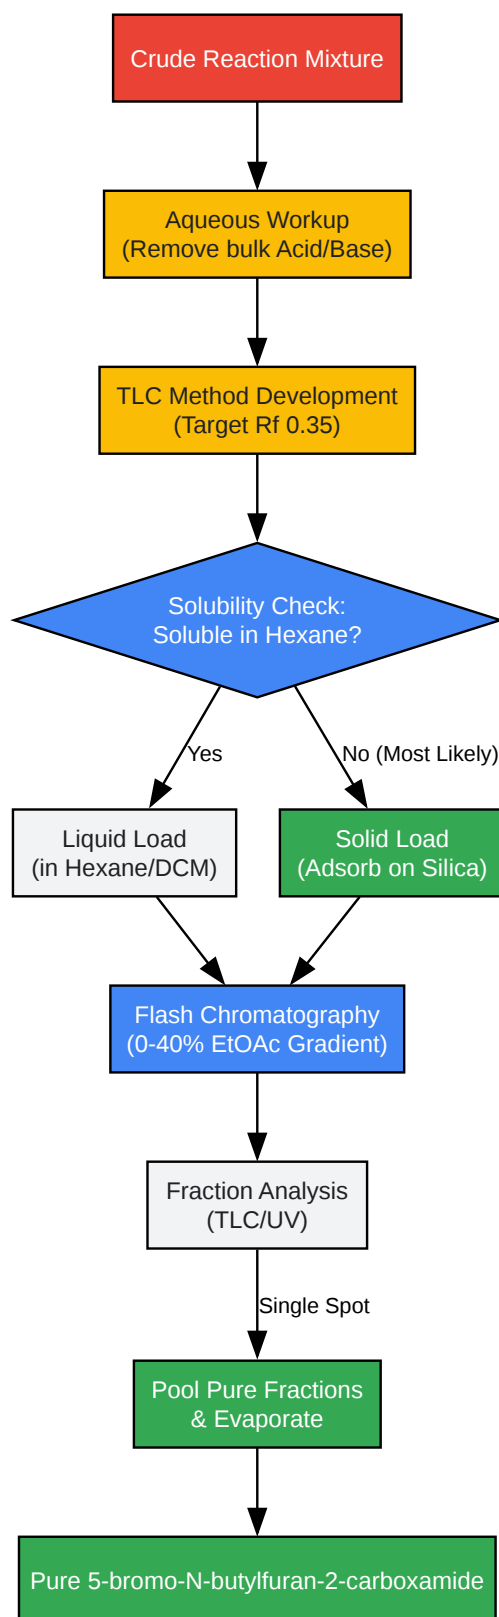 Crude Reaction Mixture
Aqueous Workup
(Remove bulk Acid/Base)
TLC Method Development
(Target Rf 0.35)
Solubility Check:
Soluble in Hexane?
Yes
No (Most Likely)
Liquid Load
(in Hexane/DCM)
Solid Load
(Adsorb on Silica)
Flash Chromatography
(0-40% EtOAc Gradient)
Fraction Analysis
(TLC/UV)
Single Spot
Pool Pure Fractions
& Evaporate
Pure 5-bromo-N-butylfuran-2-carboxamide